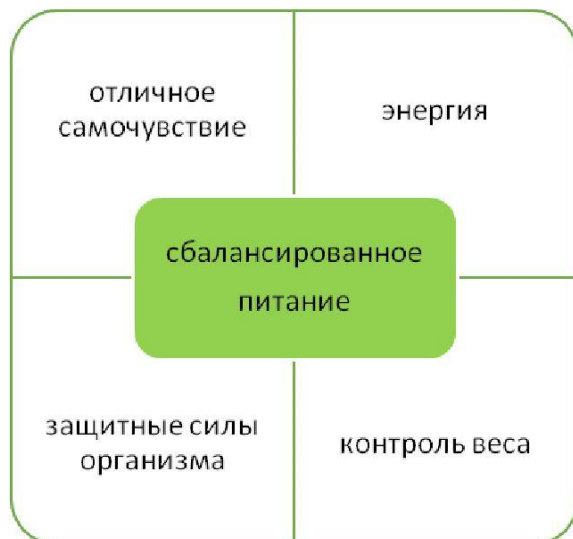 отличное
самочувствие
энергия
сбалансированное
питание
защитные силы
организма
контроль веса